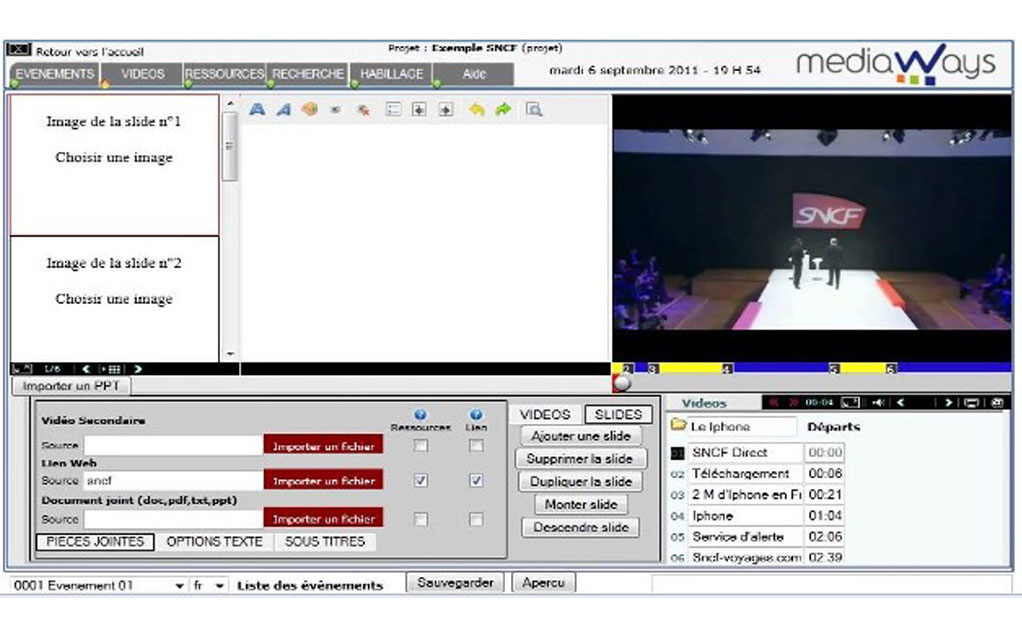 Retour vers l'accueil
Projet : Exemple SNCF (projet)
EVENEMENTS VIDEOS RESSOURCES RECHERCHE HABILLAGE Aide
mardi 6 septembre 2011 - 19 H 54
mediaWays
Image de la slide n°1
Choisir une image
Image de la slide n°2
Choisir une image
SNCF
1/6
2 3 4 5 6
Importer un PPT
Vidéo Secondaire
Ressources Lien
Source Importer un fichier
Lien Web
Source sncf Importer un fichier
Document joint (doc,pdf,txt,ppt)
Source Importer un fichier
PIECES JOINTES OPTIONS TEXTE SOUS TITRES
VIDEOS SLIDES
Ajouter une slide
Supprimer la slide
Dupliquer la slide
Monter slide
Descendre slide
Videos 00:04
Le Iphone Départs
01 SNCF Direct 00:00
02 Téléchargement 00:06
03 2 M d'Iphone en Fr 00:21
04 Iphone 01:04
05 Service d'alerte 02:06
06 Sncf-voyages.com 02:39
0001 Evenement 01 fr Liste des évènements Sauvegarder Apercu